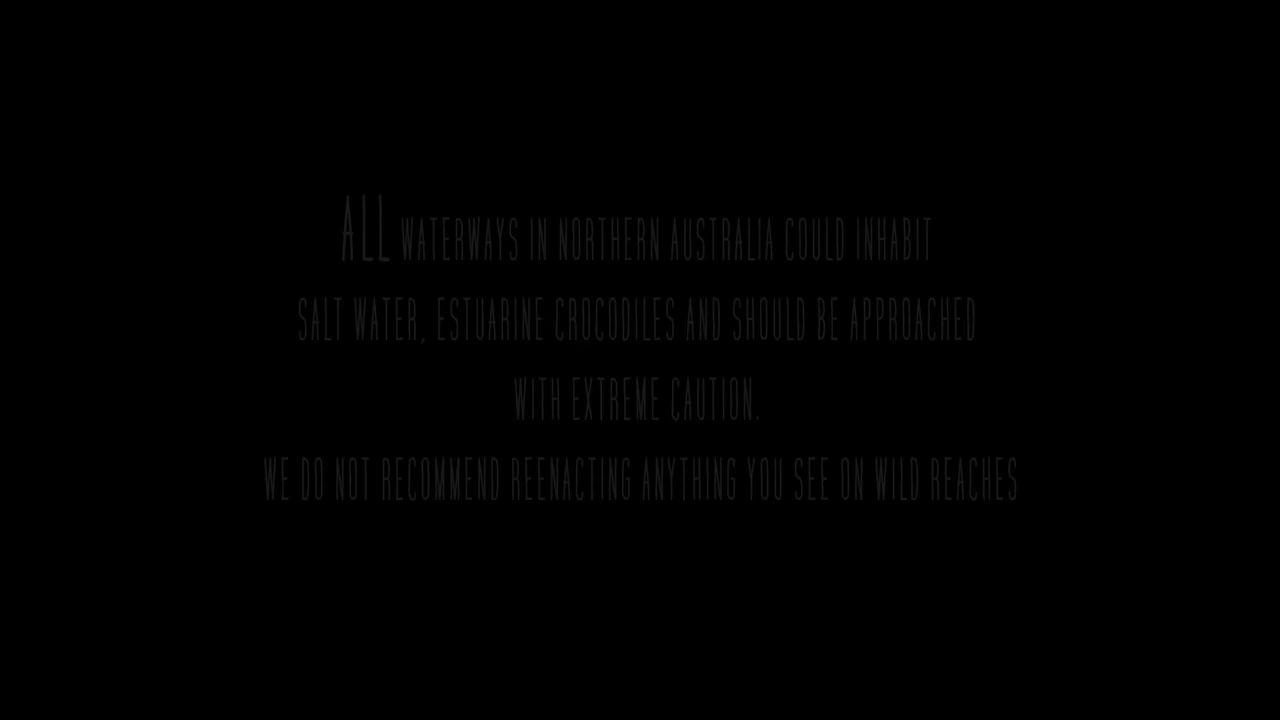 ALL WATERWAYS IN NORTHERN AUSTRALIA COULD INHABIT
SALT WATER, ESTUARINE CROCODILES AND SHOULD BE APPROACHED
WITH EXTREME CAUTION.
WE DO NOT RECOMMEND REENACTING ANYTHING YOU SEE ON WILD REACHES